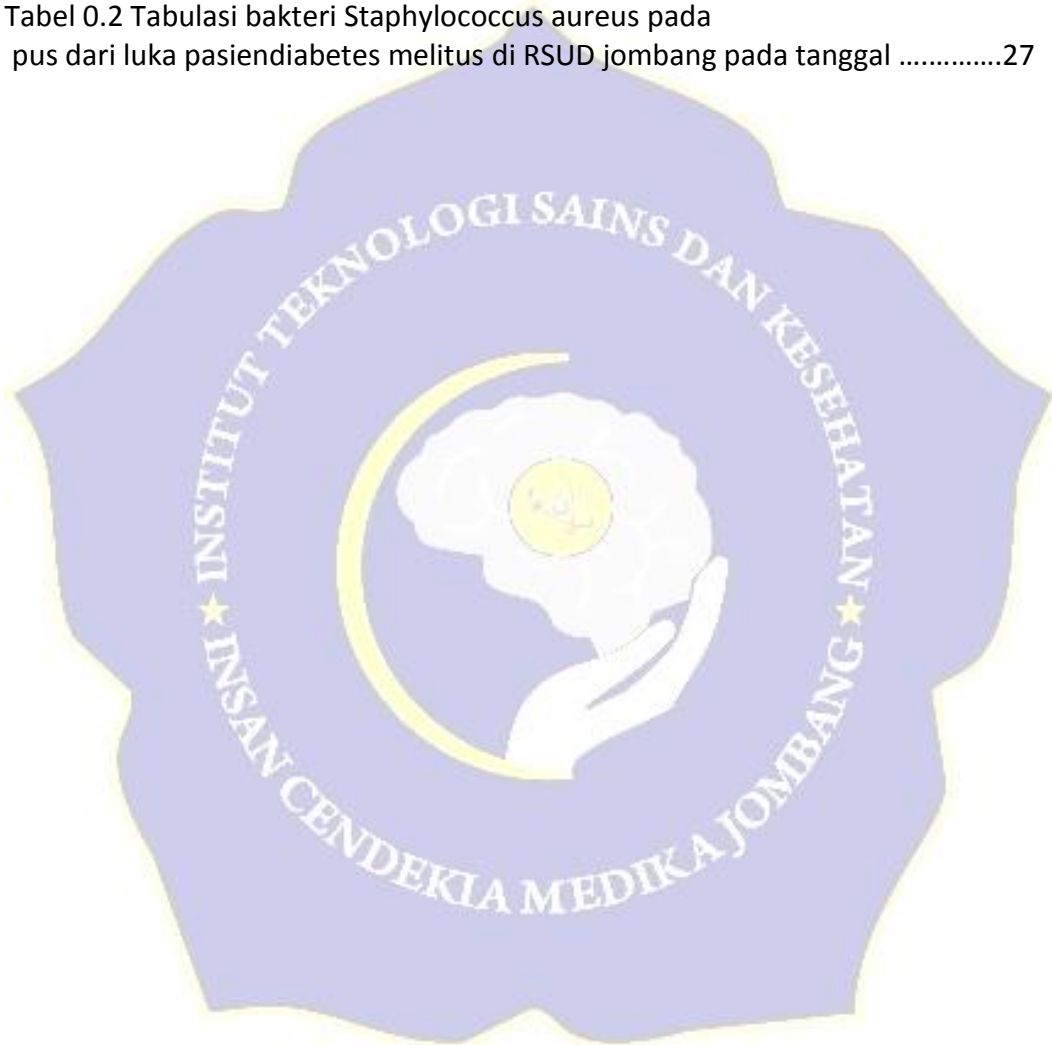 Tabel 0.2 Tabulasi bakteri Staphylococcus aureus pada
pus dari luka pasiendiabetes melitus di RSUD jombang pada tanggal ................27
INSTITUT TEKNOLOGI SAINS DAN KESEHATAN
★ INSAN CENDEKIA MEDIKA JOMBANG ★